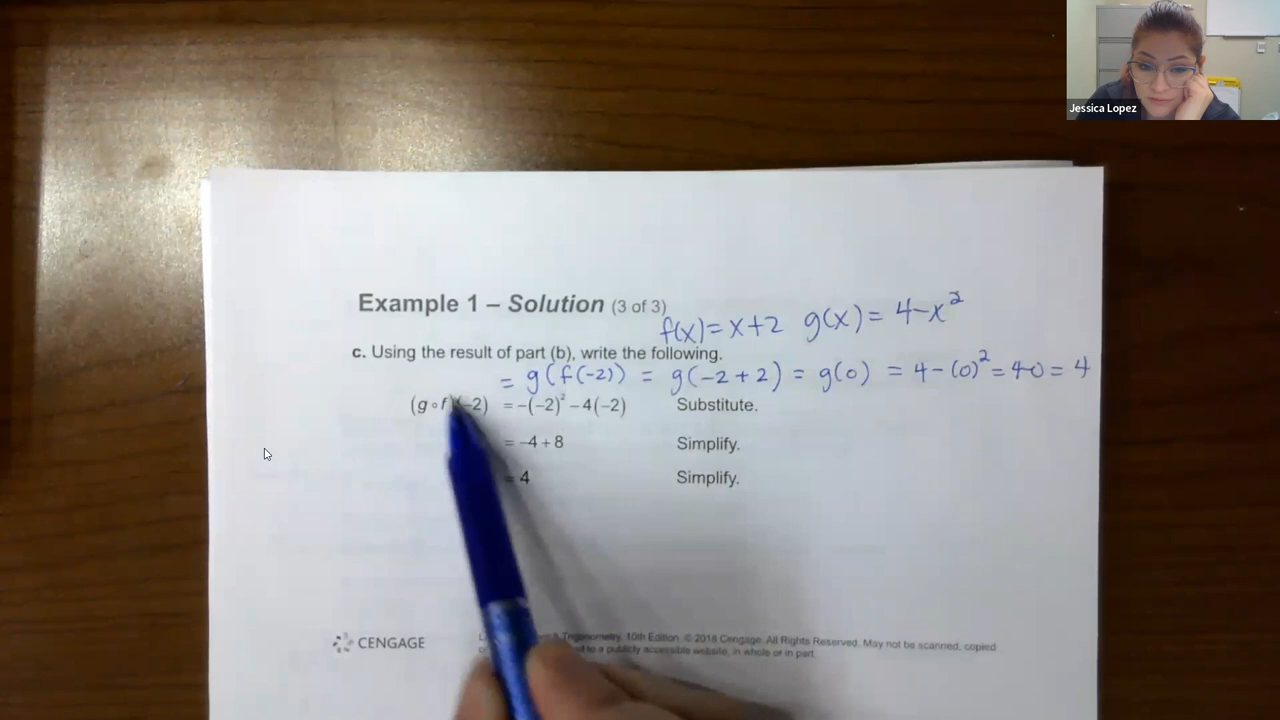 Jessica Lopez
Example 1 – Solution (3 of 3)
f(x)=x+2 g(x)= 4-x²
c. Using the result of part (b), write the following.
= g(f(-2)) = g(-2+2) = g(0) = 4-(0)² = 4-0 = 4
(g∘f)(-2) = -(-2)² - 4(-2) Substitute.
= -4 + 8 Simplify.
= 4 Simplify.
CENGAGE
Trigonometry, 10th Edition. © 2018 Cengage. All Rights Reserved. May not be scanned, copied
to a publicly accessible website, in whole or in part.